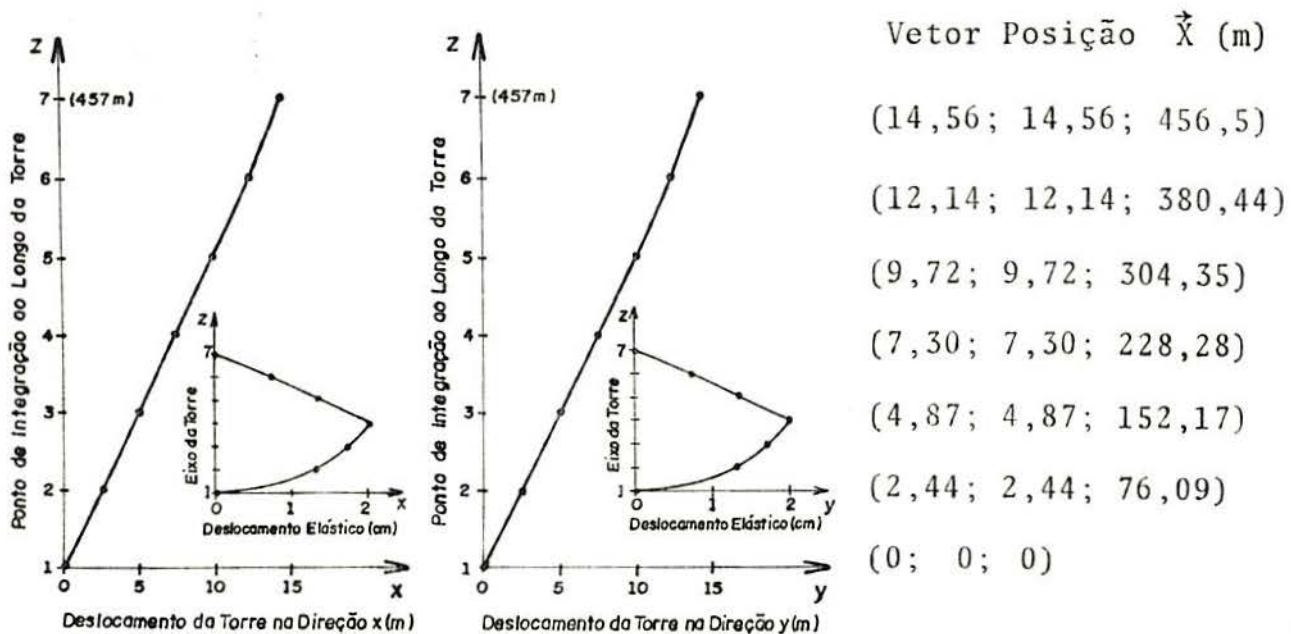 Z
7 (457m)
6
5
4
3
2
1
0 5 10 15 x
Ponto de Integração ao Longo da Torre
Deslocamento da Torre na Direção x (m)
Z
7
1
0 1 2 x
Eixo da Torre
Deslocamento Elástico (cm)
Z
7 (457m)
6
5
4
3
2
1
0 5 10 15 y
Ponto de Integração ao Longo da Torre
Deslocamento da Torre na Direção y (m)
Z
7
1
0 1 2 y
Eixo da Torre
Deslocamento Elástico (cm)
Vetor Posição X⃗ (m)
(14,56; 14,56; 456,5)
(12,14; 12,14; 380,44)
(9,72; 9,72; 304,35)
(7,30; 7,30; 228,28)
(4,87; 4,87; 152,17)
(2,44; 2,44; 76,09)
(0; 0; 0)